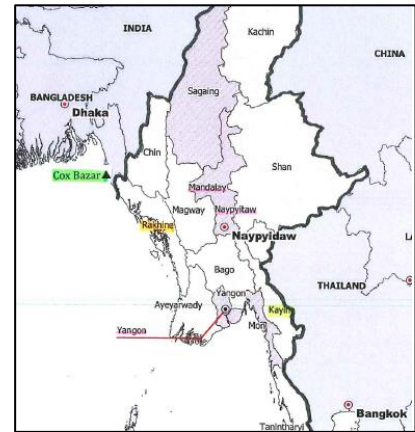 INDIA
Kachin
CHINA
Sagaing
BANGLADESH
Dhaka
Cox Bazar
Chin
Shan
Mandalay
Magway
Naypyitaw
Rakhine
Naypyidaw
Bago
THAILAND
Ayeyarwady
Yangon
Kayin
Mon
Yangon
Tanintharyi
Bangkok